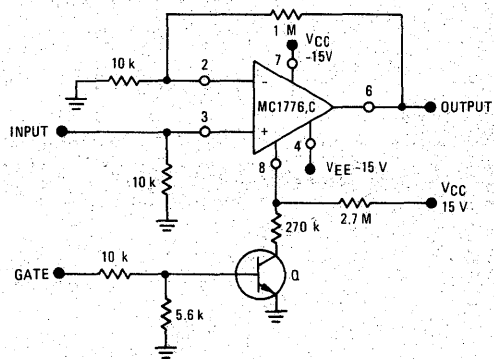 1 M
VCC
-15V
10 k
2
7
-
6
MC1776,C
OUTPUT
INPUT
3
+
4
8
VEE -15 V
10 k
VCC
15 V
270 k
2.7 M
GATE
10 k
Q
5.6 k